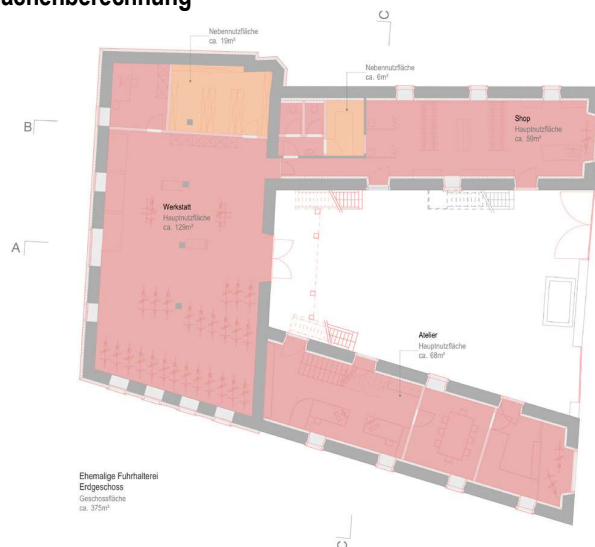 Nebennutzfläche
ca. 19m²
C
Nebennutzfläche
ca. 6m²
B
Shop
Hauptnutzfläche
ca. 59m²
Werkstatt
Hauptnutzfläche
ca. 129m²
A
Atelier
Hauptnutzfläche
ca. 68m²
Ehemalige Fuhrhalterei
Erdgeschoss
Geschossfläche
ca. 375m²
C